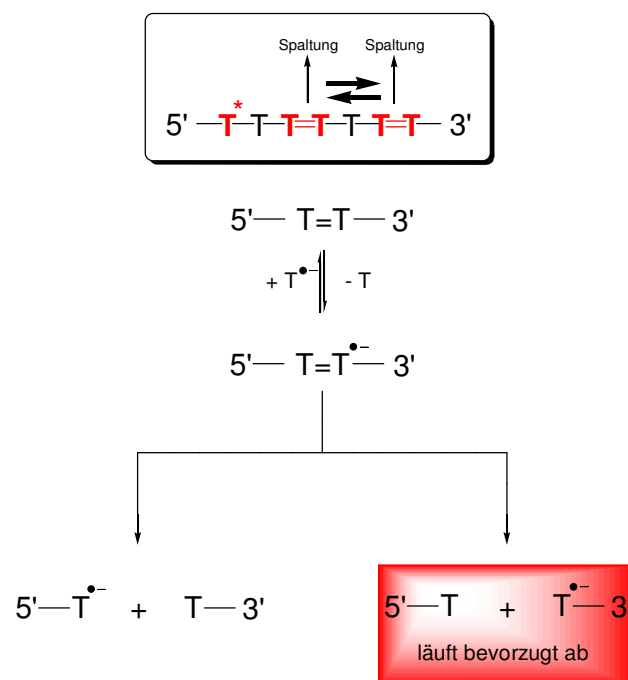 Spaltung Spaltung
*
5' T T T=T T T=T 3'
5' T=T 3'
+ T•– - T
5' T=T•– 3'
5' T•– + T 3'
5' T + T•– 3
läuft bevorzugt ab